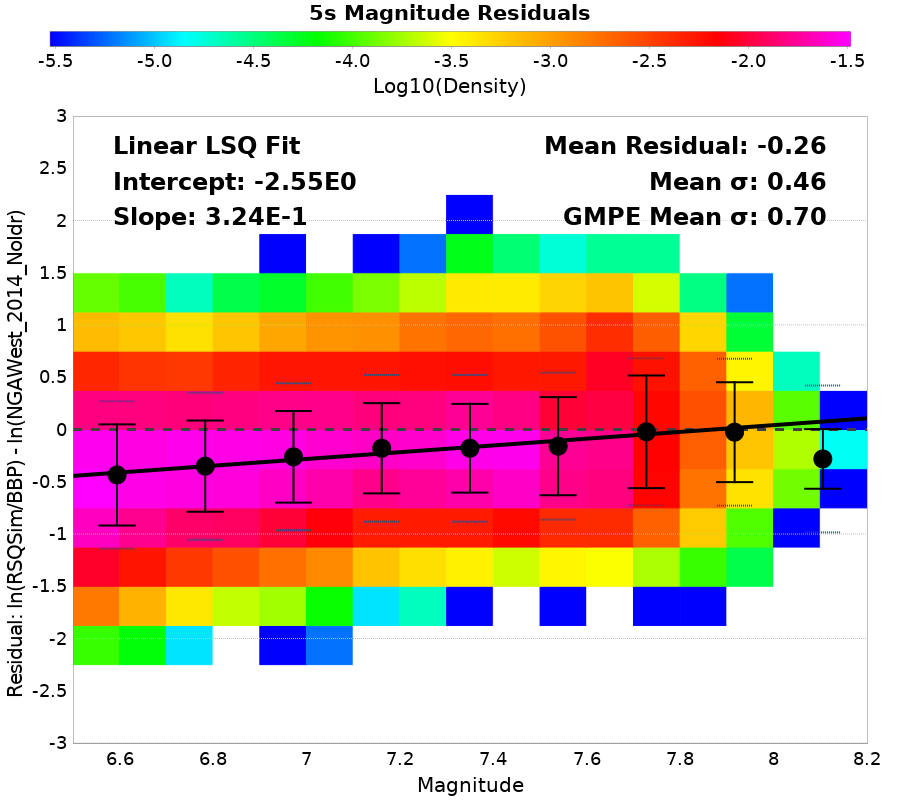 5s Magnitude Residuals
-5.5 -5.0 -4.5 -4.0 -3.5 -3.0 -2.5 -2.0 -1.5
Log10(Density)
Linear LSQ Fit
Intercept: -2.55E0
Slope: 3.24E-1
Mean Residual: -0.26
Mean σ: 0.46
GMPE Mean σ: 0.70
Residual: ln(RSQSim/BBP) - ln(NGAWest_2014_NoIdr)
3
2.5
2
1.5
1
0.5
0
-0.5
-1
-1.5
-2
-2.5
-3
6.6 6.8 7 7.2 7.4 7.6 7.8 8 8.2
Magnitude